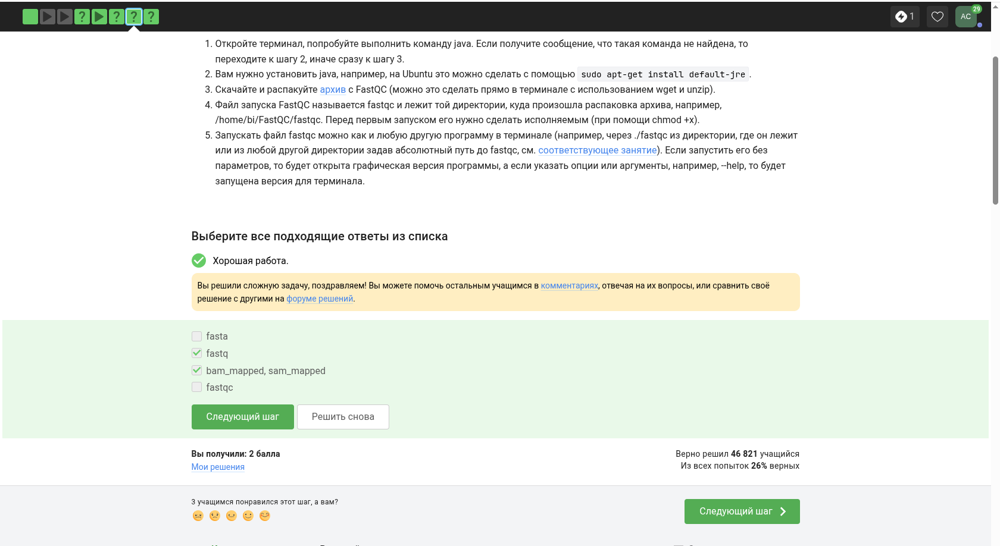 ? ? ? ?
1
AC
29
1. Откройте терминал, попробуйте выполнить команду java. Если получите сообщение, что такая команда не найдена, то
переходите к шагу 2, иначе сразу к шагу 3.
2. Вам нужно установить java, например, на Ubuntu это можно сделать с помощью sudo apt-get install default-jre .
3. Скачайте и распакуйте архив с FastQC (можно это сделать прямо в терминале с использованием wget и unzip).
4. Файл запуска FastQC называется fastqc и лежит той директории, куда произошла распаковка архива, например,
/home/bi/FastQC/fastqc. Перед первым запуском его нужно сделать исполняемым (при помощи chmod +x).
5. Запускать файл fastqc можно как и любую другую программу в терминале (например, через ./fastqc из директории, где он лежит
или из любой другой директории задав абсолютный путь до fastqc, см. соответствующее занятие). Если запустить его без
параметров, то будет открыта графическая версия программы, а если указать опции или аргументы, например, --help, то будет
запущена версия для терминала.
Выберите все подходящие ответы из списка
Хорошая работа.
Вы решили сложную задачу, поздравляем! Вы можете помочь остальным учащимся в комментариях, отвечая на их вопросы, или сравнить своё
решение с другими на форуме решений.
fasta
fastq
bam_mapped, sam_mapped
fastqc
Следующий шаг
Решить снова
Вы получили: 2 балла
Мои решения
Верно решил 46 821 учащийся
Из всех попыток 26% верных
3 учащимся понравился этот шаг, а вам?
Следующий шаг